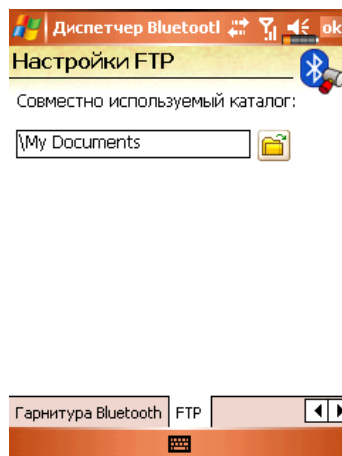 Диспетчер Bluetootl ok
Настройки FTP
Совместно используемый каталог:
\My Documents
Гарнитура Bluetooth FTP